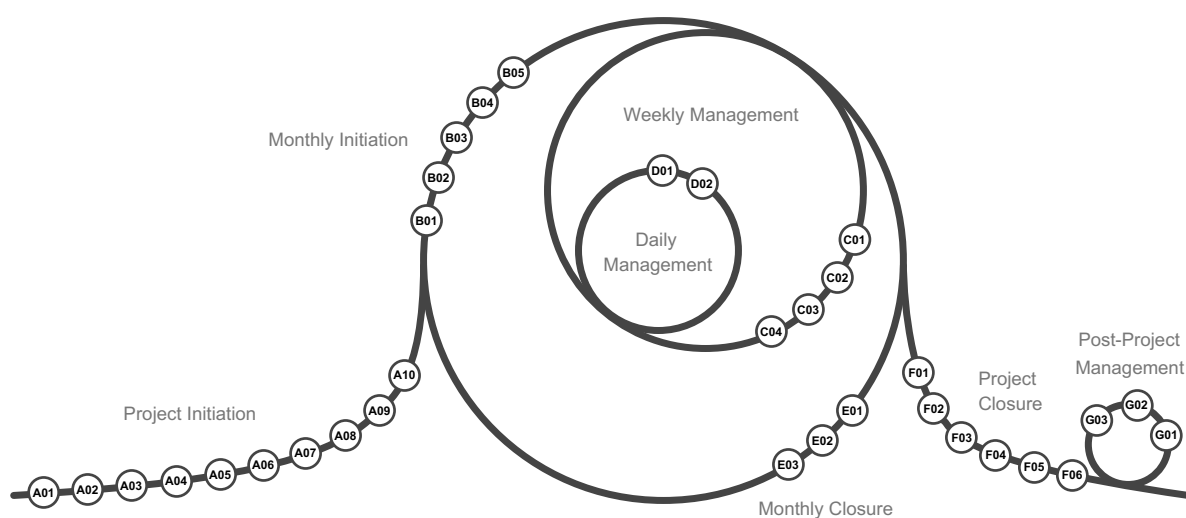 Project Initiation
A01
A02
A03
A04
A05
A06
A07
A08
A09
A10
Monthly Initiation
B01
B02
B03
B04
B05
Weekly Management
C01
C02
C03
C04
Daily
Management
D01
D02
Monthly Closure
E01
E02
E03
Project
Closure
F01
F02
F03
F04
F05
F06
Post-Project
Management
G01
G02
G03